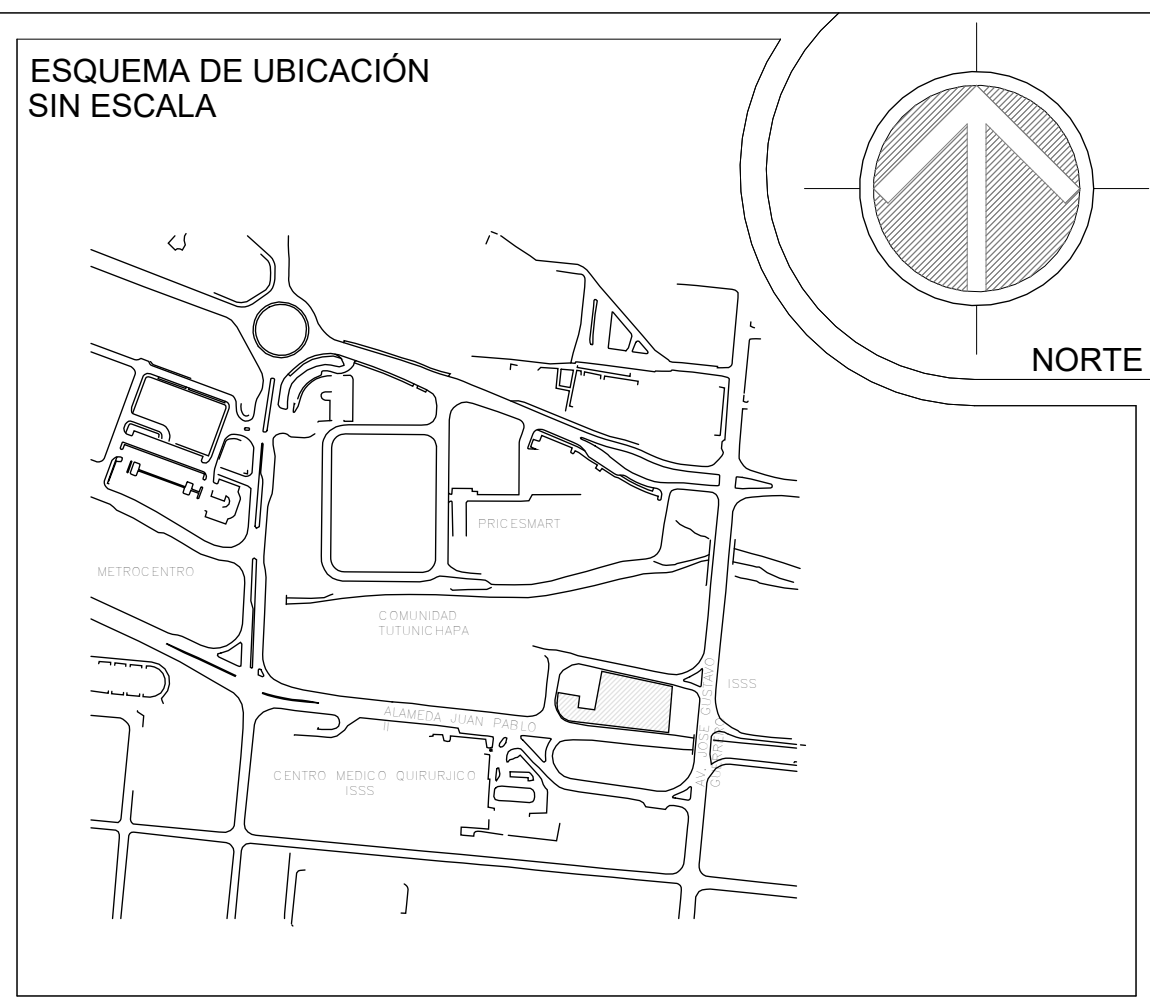 ESQUEMA DE UBICACIÓN
SIN ESCALA
NORTE
PRICESMART
METROCENTRO
COMUNIDAD
TUTUNICHAPA
ISSS
ALAMEDA JUAN PABLO
II
AV. JOSE GUSTAVO
GUERRERO
CENTRO MEDICO QUIRURJICO
ISSS